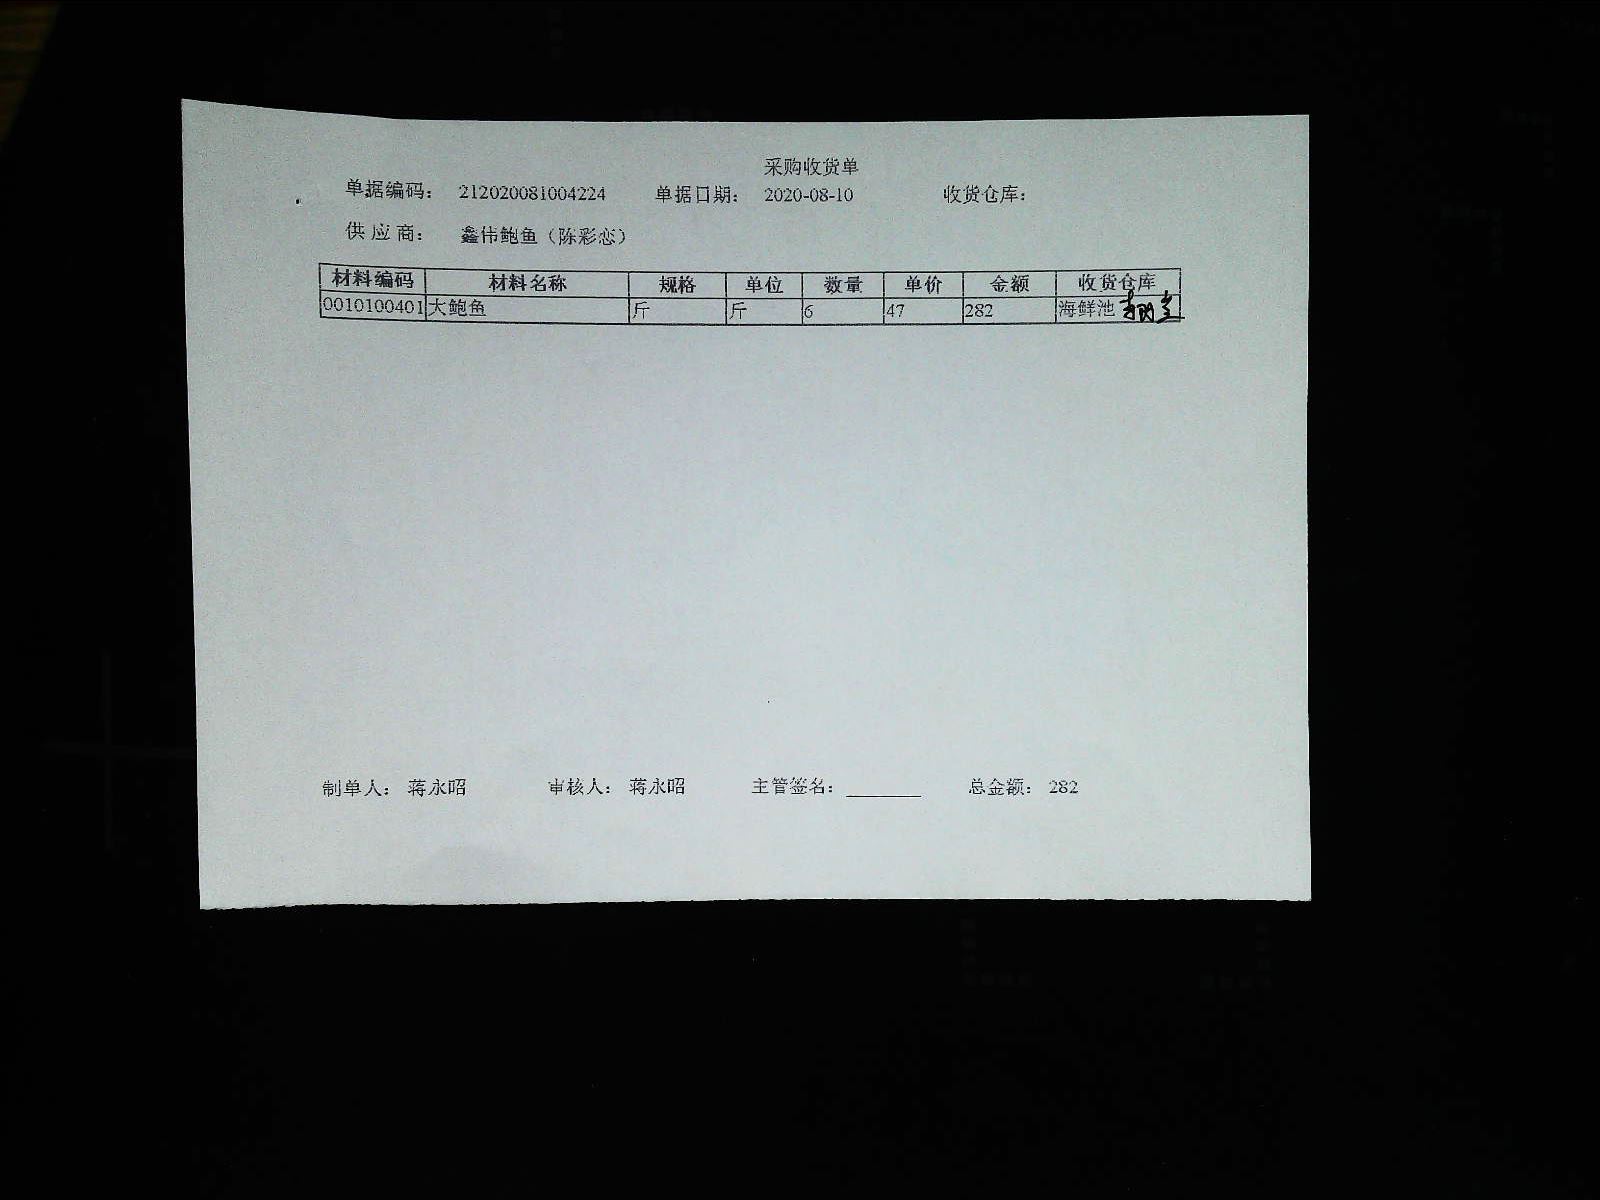 采购收货单
单据编码： 212020081004224 单据日期： 2020-08-10 收货仓库：
供 应 商： 鑫伟鲍鱼（陈彩恋）
材料编码 材料名称 规格 单位 数量 单价 金额 收货仓库
0010100401 大鲍鱼 斤 斤 6 47 282 海鲜池
制单人： 蒋永昭 审核人： 蒋永昭 主管签名： 总金额： 282